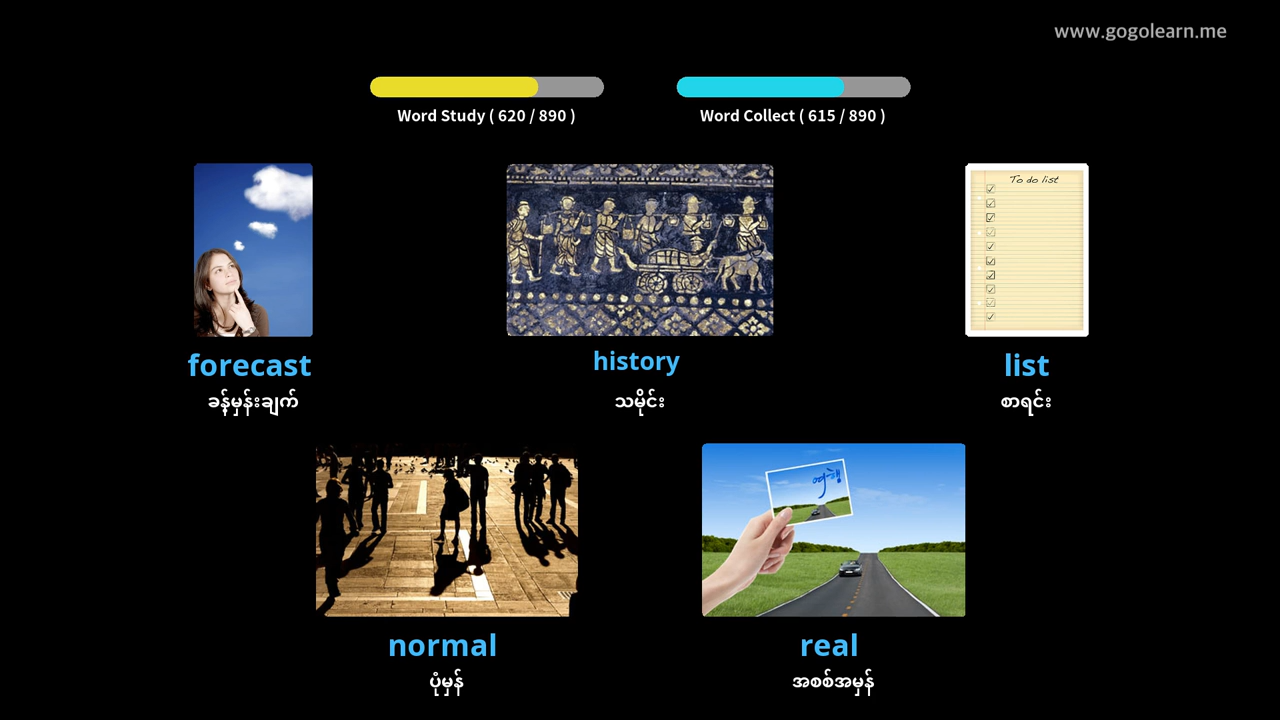 www.gogolearn.me
Word Study ( 620 / 890 )
Word Collect ( 615 / 890 )
To do list
forecast
ခန့်မှန်းချက်
history
သမိုင်း
list
စာရင်း
여행
normal
ပုံမှန်
real
အစစ်အမှန်